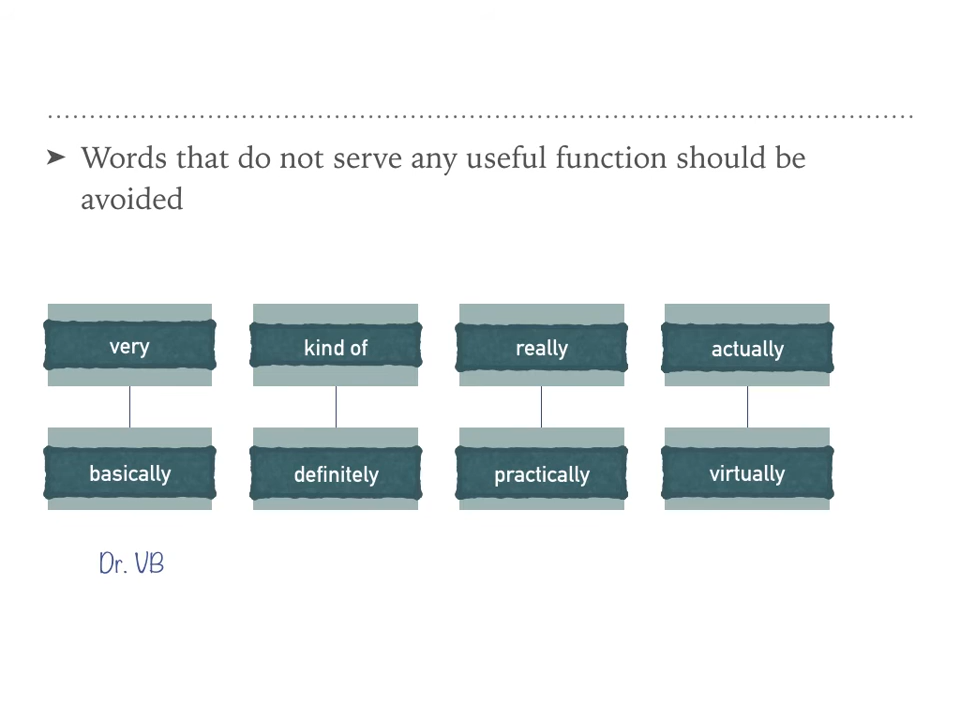 ➤ Words that do not serve any useful function should be
avoided
very
kind of
really
actually
basically
definitely
practically
virtually
Dr. VB